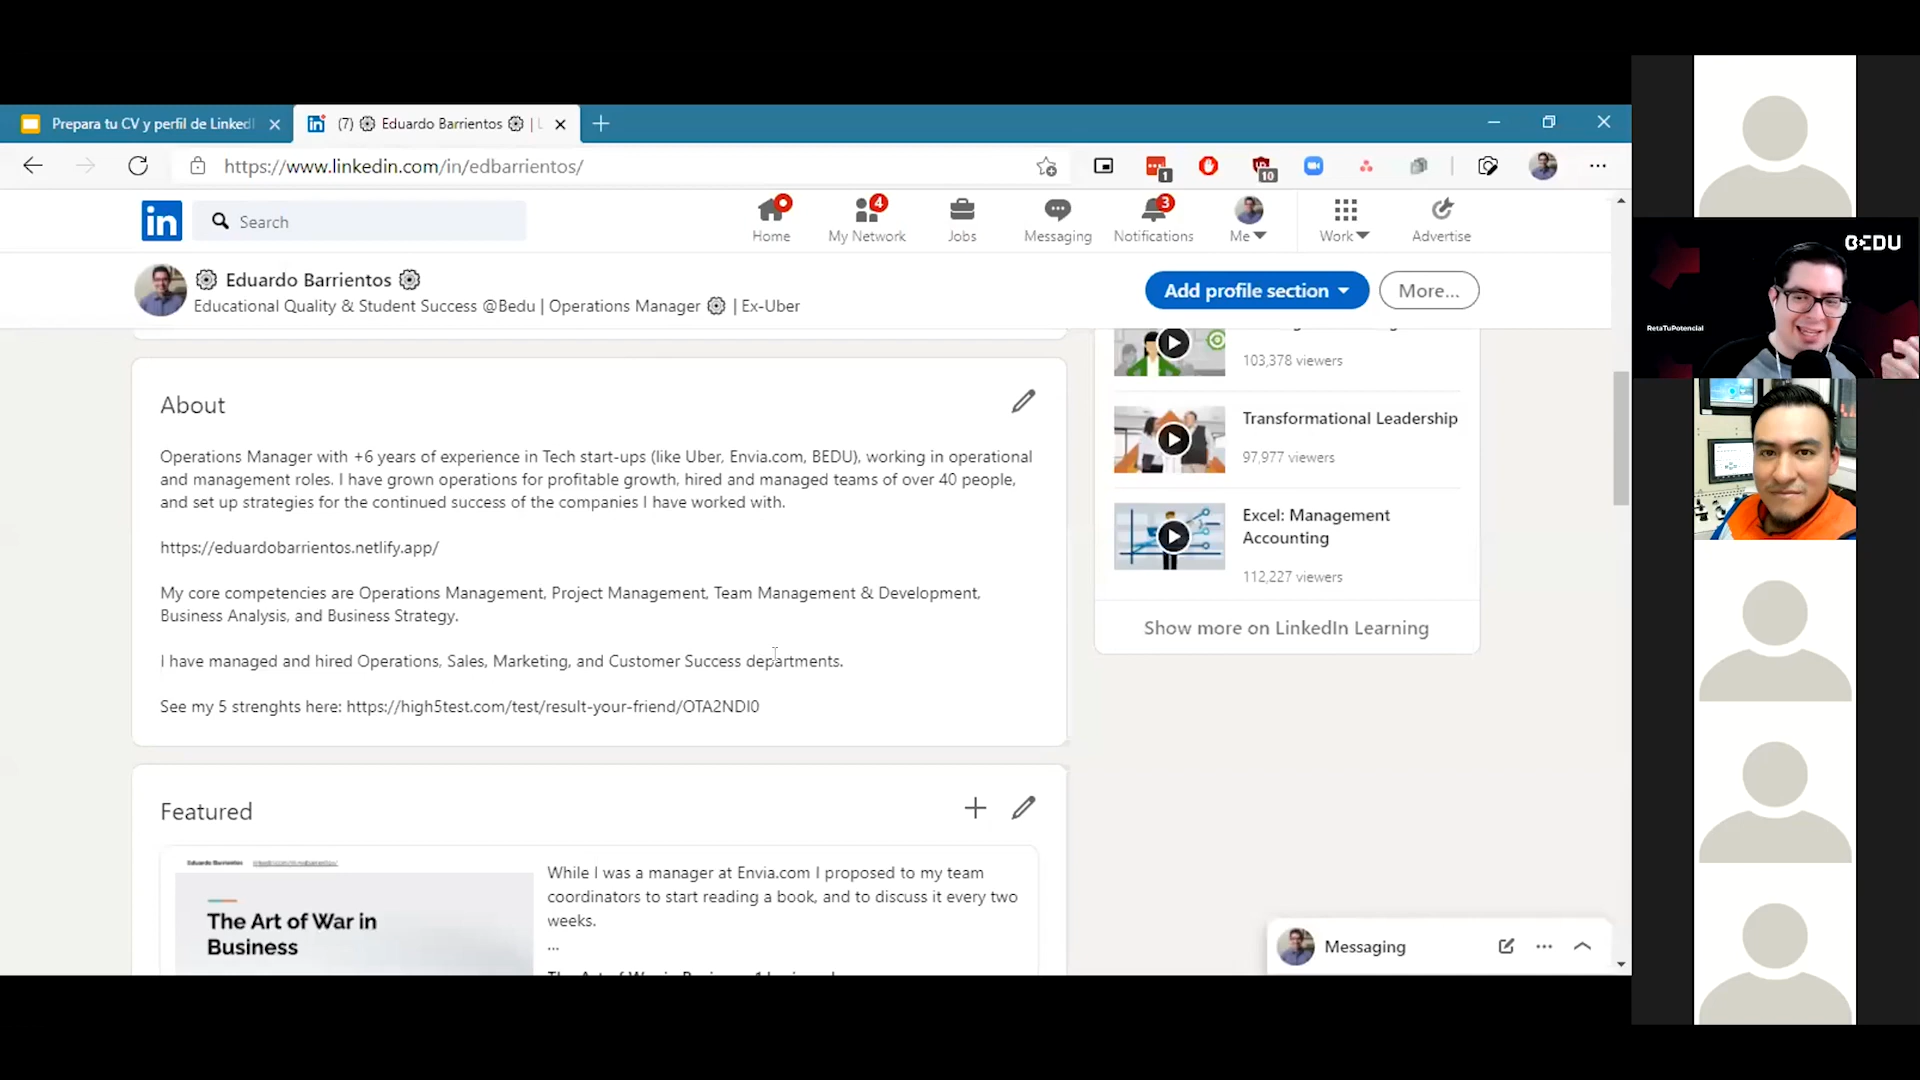 Prepara tu CV y perfil de LinkedI
(7) Eduardo Barrientos | L
https://www.linkedin.com/in/edbarrientos/
1
10
in
Search
Home
4
My Network
Jobs
Messaging
3
Notifications
Me
Work
Advertise
Eduardo Barrientos
Educational Quality & Student Success @Bedu | Operations Manager | Ex-Uber
Add profile section
More...
103,378 viewers
Transformational Leadership
97,977 viewers
Excel: Management
Accounting
112,227 viewers
Show more on LinkedIn Learning
About
Operations Manager with +6 years of experience in Tech start-ups (like Uber, Envia.com, BEDU), working in operational
and management roles. I have grown operations for profitable growth, hired and managed teams of over 40 people,
and set up strategies for the continued success of the companies I have worked with.
https://eduardobarrientos.netlify.app/
My core competencies are Operations Management, Project Management, Team Management & Development,
Business Analysis, and Business Strategy.
I have managed and hired Operations, Sales, Marketing, and Customer Success departments.
See my 5 strenghts here: https://high5test.com/test/result-your-friend/OTA2NDI0
Featured
Eduardo Barrientos
The Art of War in
Business
While I was a manager at Envia.com I proposed to my team
coordinators to start reading a book, and to discuss it every two
weeks.
...
Messaging
BEDU
RetaTuPotencial